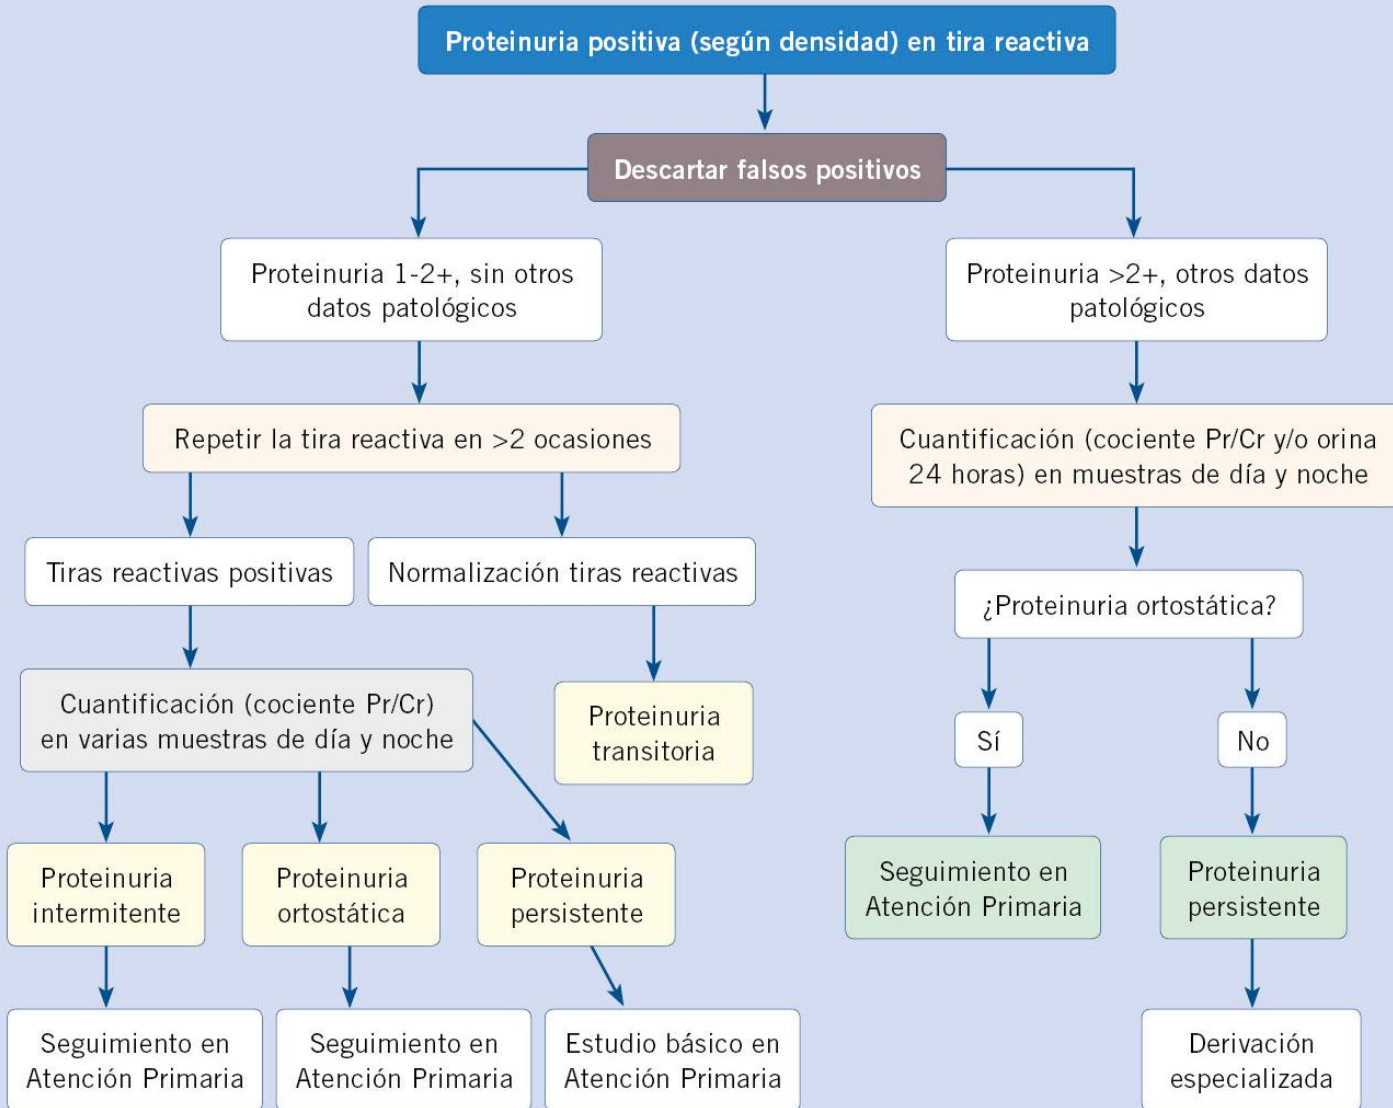 Proteinuria positiva (según densidad) en tira reactiva
Descartar falsos positivos
Proteinuria 1-2+, sin otros
datos patológicos
Proteinuria >2+, otros datos
patológicos
Repetir la tira reactiva en >2 ocasiones
Cuantificación (cociente Pr/Cr y/o orina
24 horas) en muestras de día y noche
Tiras reactivas positivas
Normalización tiras reactivas
¿Proteinuria ortostática?
Cuantificación (cociente Pr/Cr)
en varias muestras de día y noche
Proteinuria
transitoria
Sí
No
Proteinuria
intermitente
Proteinuria
ortostática
Proteinuria
persistente
Seguimiento en
Atención Primaria
Proteinuria
persistente
Seguimiento en
Atención Primaria
Seguimiento en
Atención Primaria
Estudio básico en
Atención Primaria
Derivación
especializada